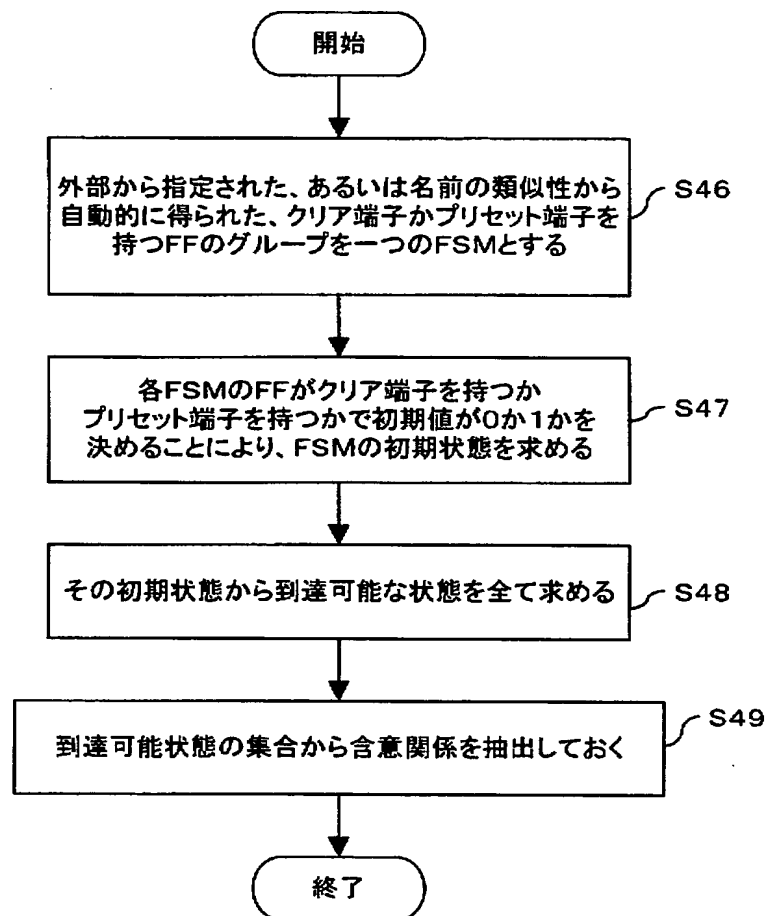 開始
外部から指定された、あるいは名前の類似性から
自動的に得られた、クリア端子かプリセット端子を
持つFFのグループを一つのFSMとする
S46
各FSMのFFがクリア端子を持つか
プリセット端子を持つかで初期値が0か1かを
決めることにより、FSMの初期状態を求める
S47
その初期状態から到達可能な状態を全て求める
S48
到達可能状態の集合から含意関係を抽出しておく
S49
終了